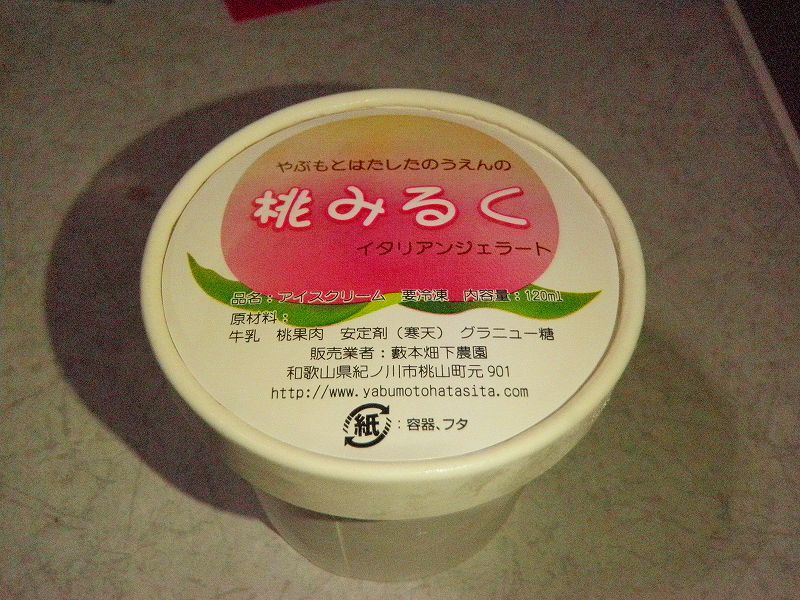 やぶもとはたしたのうえんの
桃みるく
イタリアンジェラート
品名：アイスクリーム　要冷凍　内容量：120ml
原材料：
牛乳　桃果肉　安定剤（寒天）　グラニュー糖
販売業者：藪本畑下農園
和歌山県紀ノ川市桃山町元901
http://www.yabumotohatasita.com
紙：容器、フタ